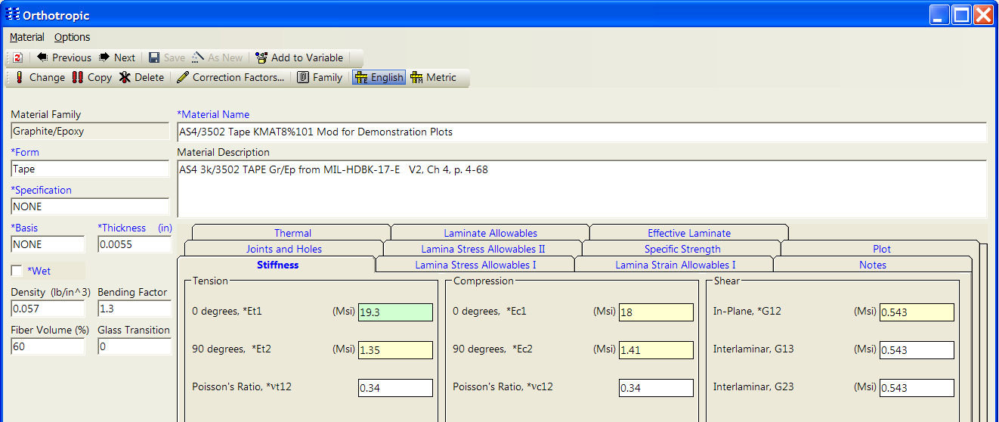 Orthotropic
Material Options
Previous Next Save As New Add to Variable
Change Copy Delete Correction Factors... Family English Metric
Material Family *Material Name
Graphite/Epoxy AS4/3502 Tape KMAT8%101 Mod for Demonstration Plots
*Form Material Description
Tape AS4 3k/3502 TAPE Gr/Ep from MIL-HDBK-17-E V2, Ch 4, p. 4-68
*Specification
NONE
*Basis *Thickness (in)
NONE 0.0055
*Wet
Density (lb/in^3) Bending Factor
0.057 1.3
Fiber Volume (%) Glass Transition
60 0
Thermal Laminate Allowables Effective Laminate
Joints and Holes Lamina Stress Allowables II Specific Strength Plot
Stiffness Lamina Stress Allowables I Lamina Strain Allowables I Notes
Tension Compression Shear
0 degrees, *Et1 (Msi) 19.3 0 degrees, *Ec1 (Msi) 18 In-Plane, *G12 (Msi) 0.543
90 degrees, *Et2 (Msi) 1.35 90 degrees, *Ec2 (Msi) 1.41 Interlaminar, G13 (Msi) 0.543
Poisson's Ratio, *νt12 0.34 Poisson's Ratio, *νc12 0.34 Interlaminar, G23 (Msi) 0.543